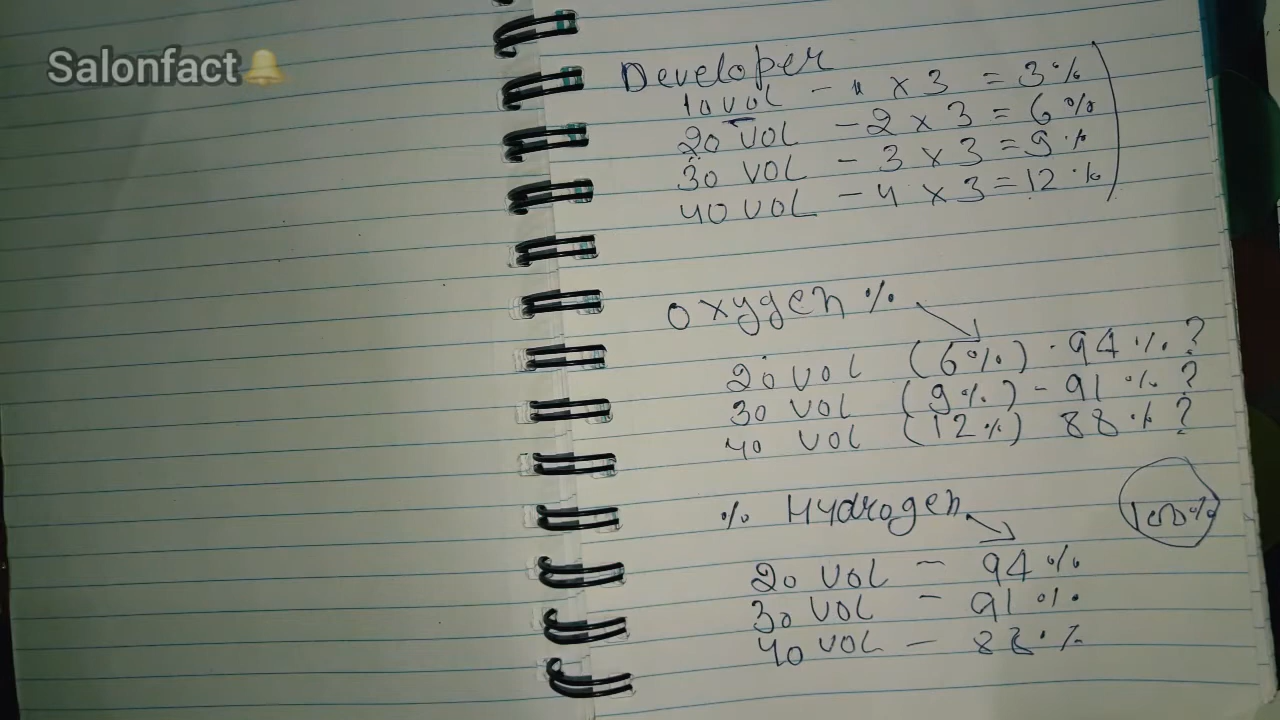 Salonfact🔔
Developer
10 VOL - 1 x 3 = 3%
20 VOL - 2 x 3 = 6%
30 VOL - 3 x 3 = 9%
40 VOL - 4 x 3 = 12%
Oxygen %
20 VOL (6%) - 94%?
30 VOL (9%) - 91%?
40 VOL (12%) 88%?
% Hydrogen
100%
20 VOL - 94%
30 VOL - 91%
40 VOL - 88%